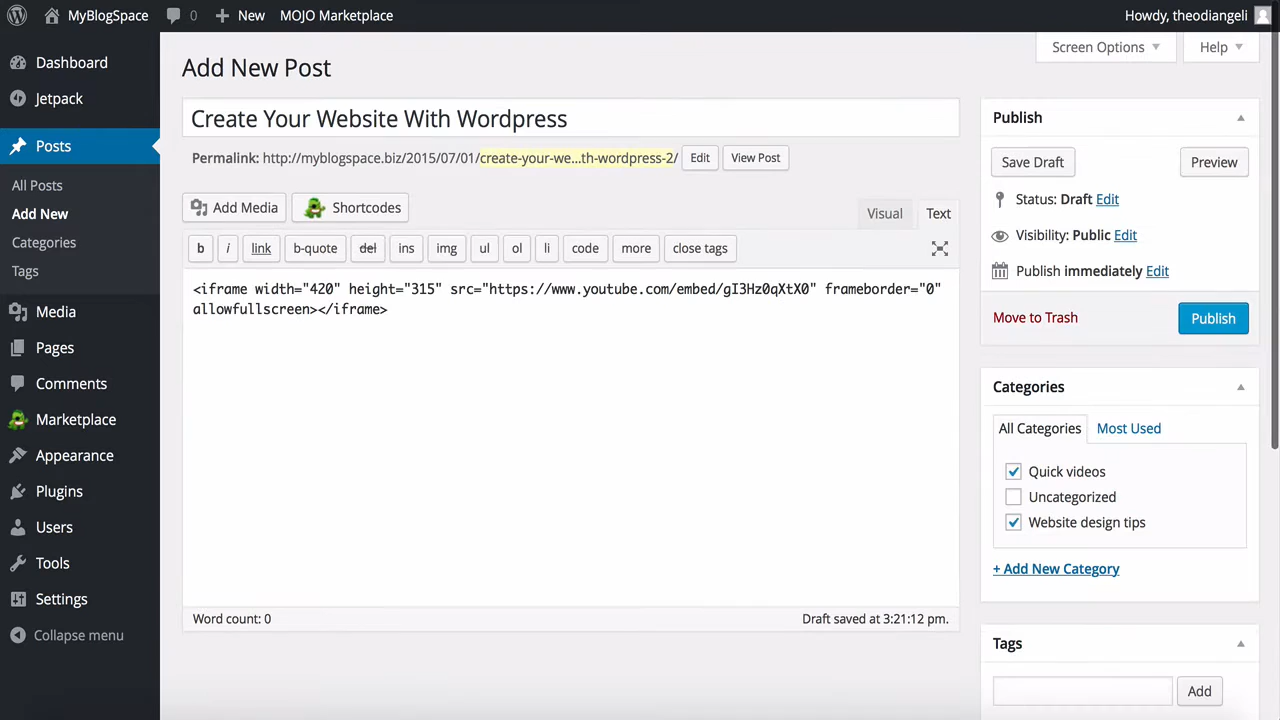 MyBlogSpace 0 New MOJO Marketplace Howdy, theodiangeli
Dashboard
Jetpack
Posts
All Posts
Add New
Categories
Tags
Media
Pages
Comments
Marketplace
Appearance
Plugins
Users
Tools
Settings
Collapse menu
Screen Options Help
Add New Post
Create Your Website With Wordpress
Permalink: http://myblogspace.biz/2015/07/01/create-your-we...th-wordpress-2/ Edit View Post
Add Media Shortcodes
Visual Text
b i link b-quote del ins img ul ol li code more close tags
<iframe width="420" height="315" src="https://www.youtube.com/embed/gI3Hz0qXtX0" frameborder="0"
allowfullscreen></iframe>
Word count: 0 Draft saved at 3:21:12 pm.
Publish
Save Draft Preview
Status: Draft Edit
Visibility: Public Edit
Publish immediately Edit
Move to Trash Publish
Categories
All Categories Most Used
Quick videos
Uncategorized
Website design tips
+ Add New Category
Tags
Add